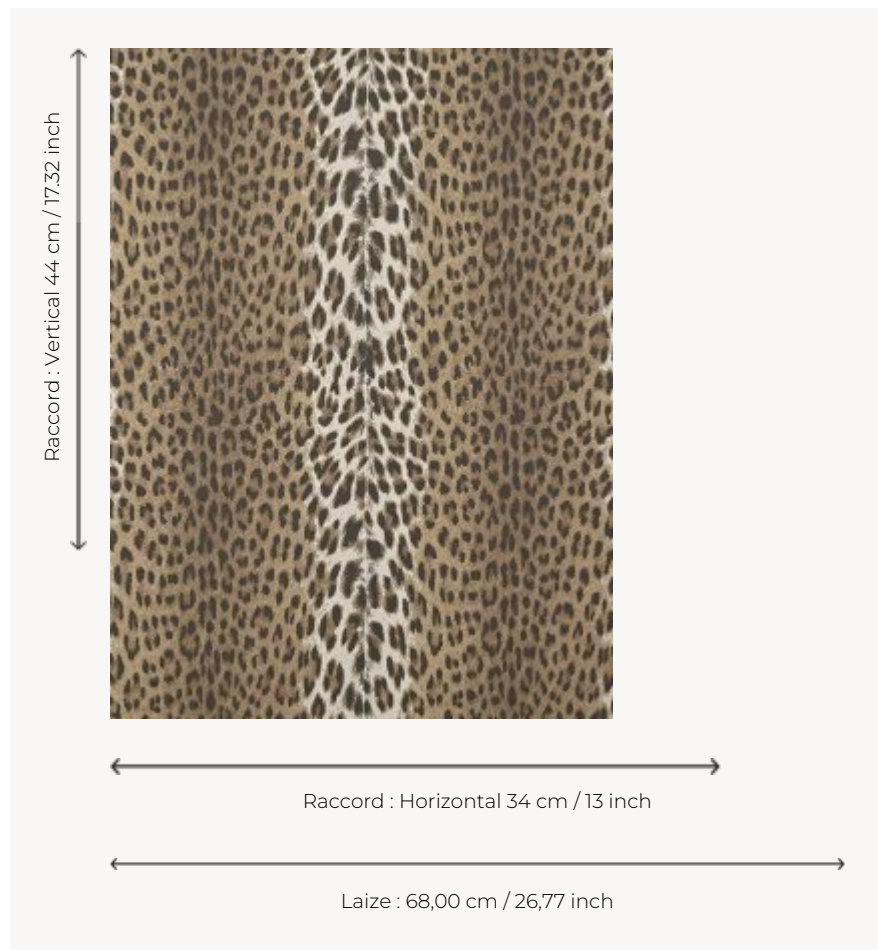 Raccord : Vertical 44 cm / 17.32 inch
Raccord : Horizontal 34 cm / 13 inch
Laize : 68,00 cm / 26,77 inch